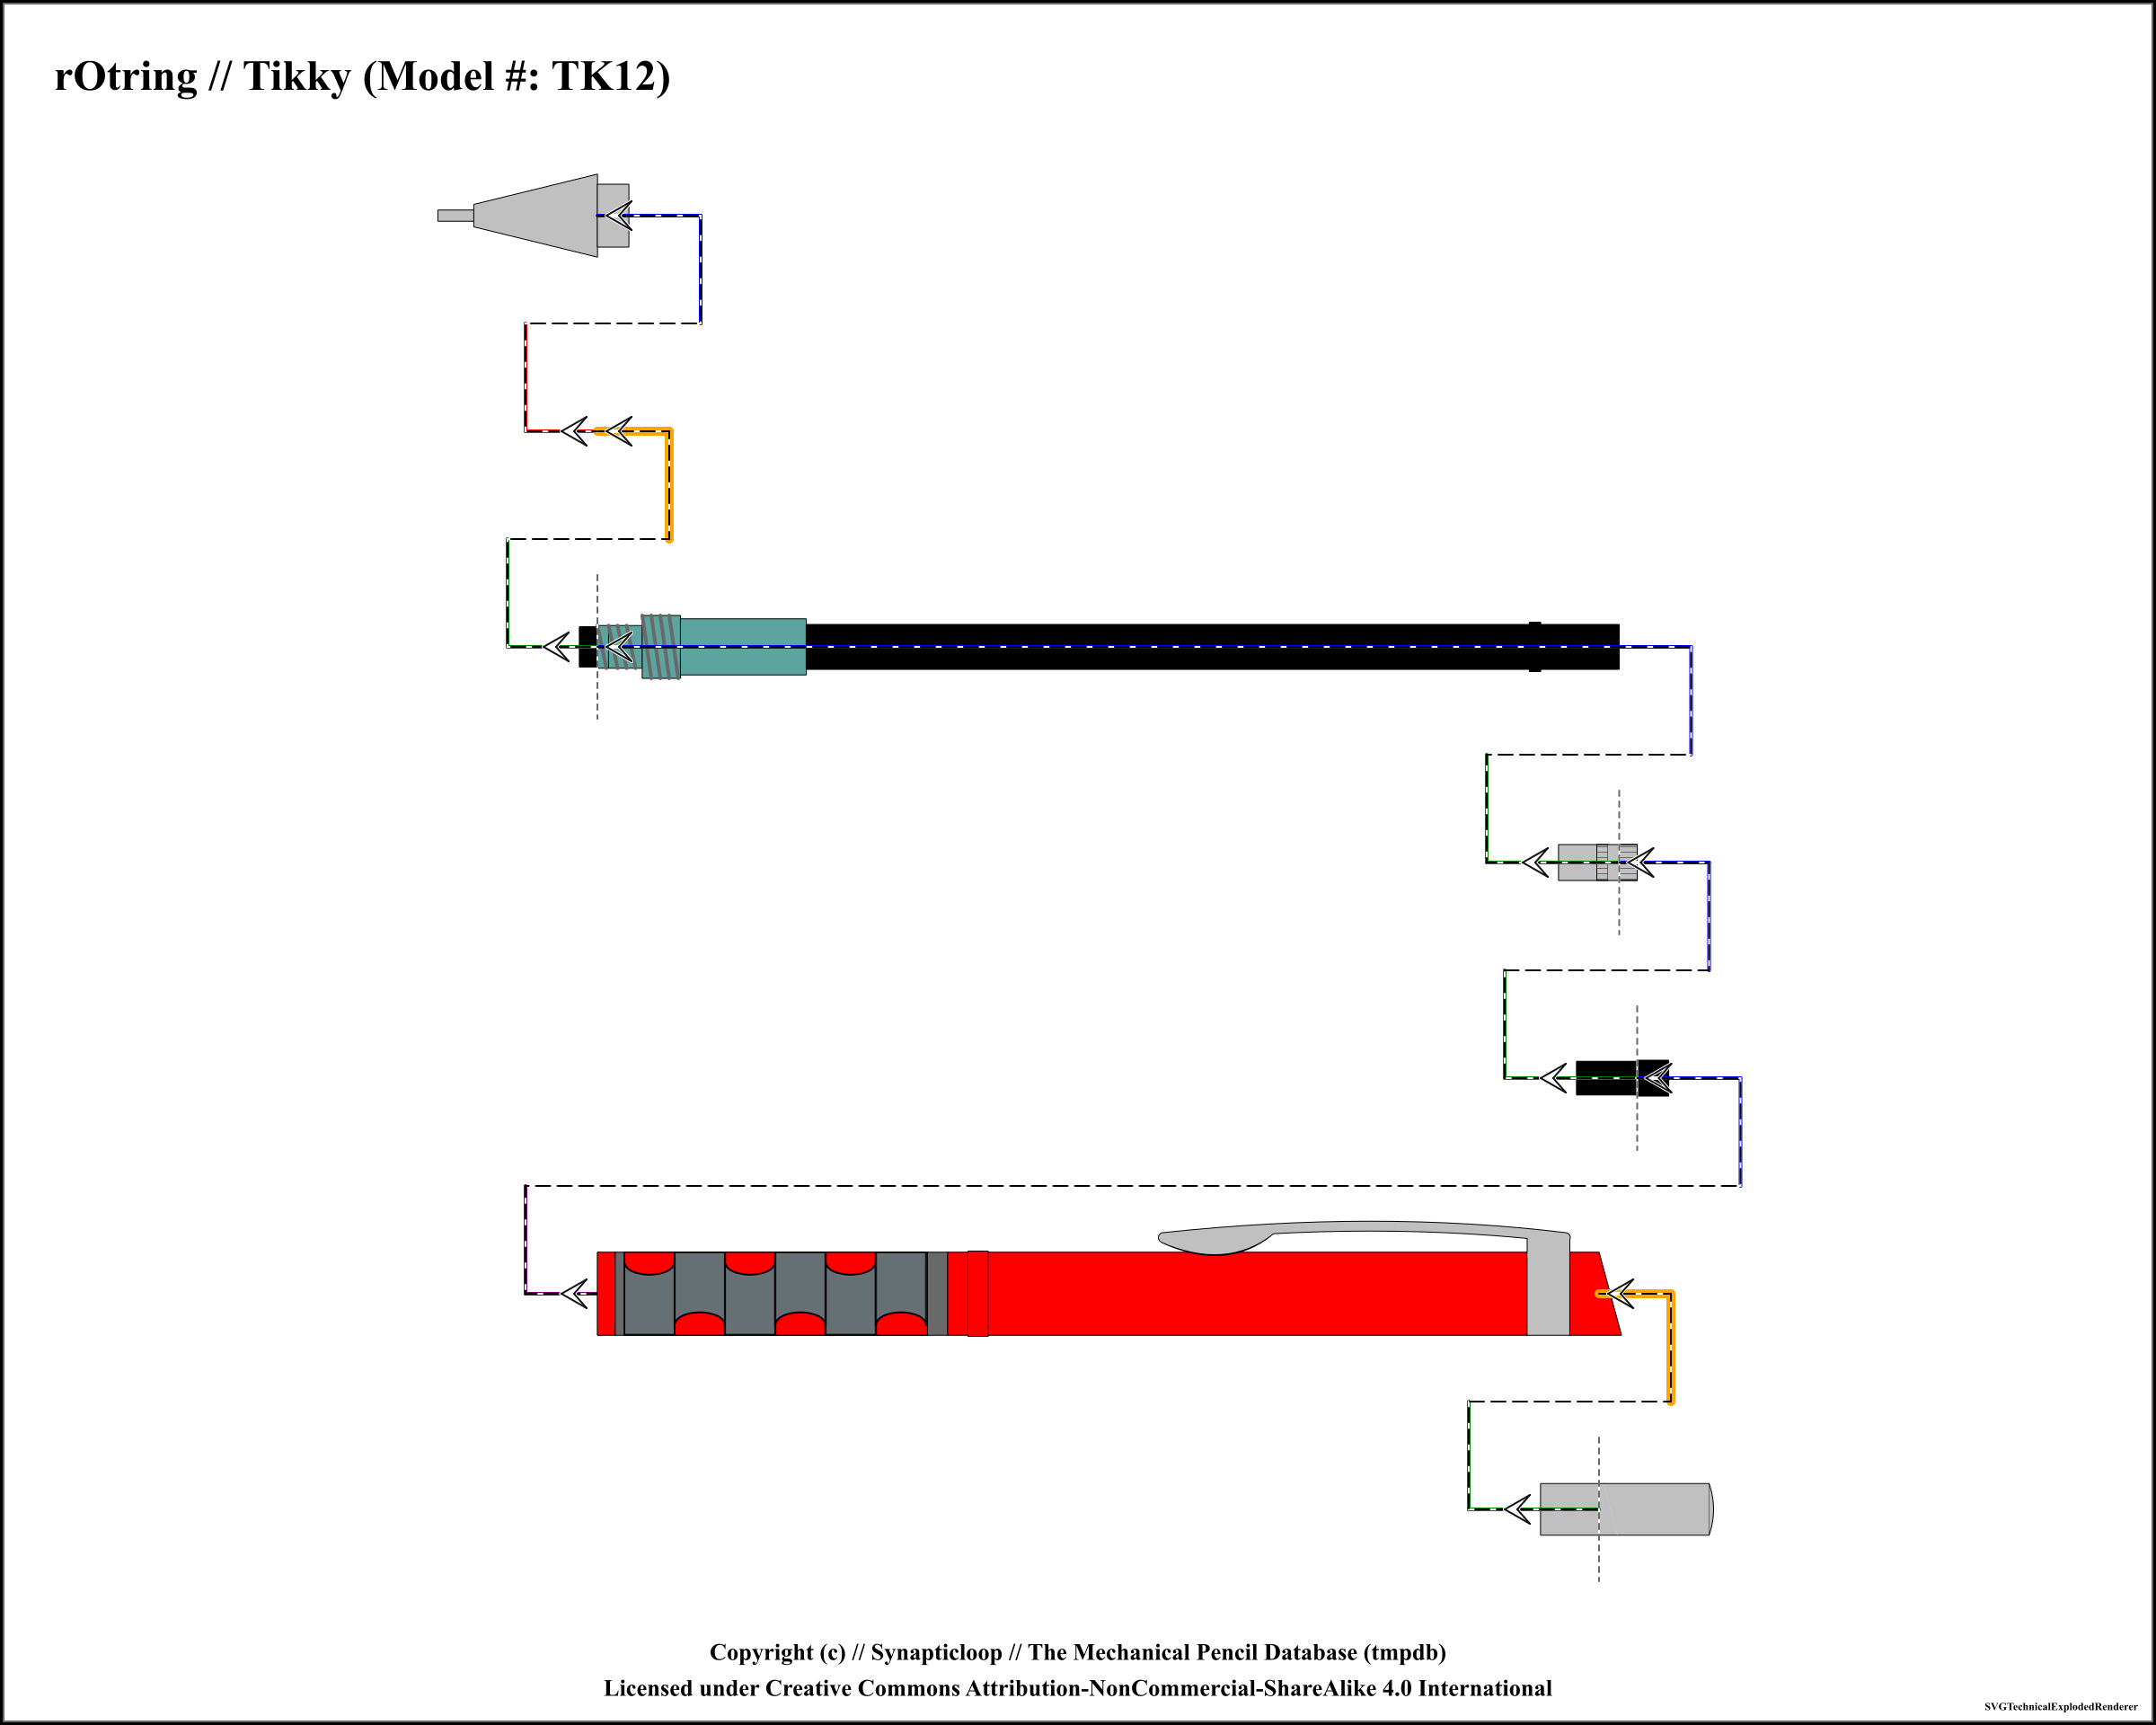 rOtring // Tikky (Model #: TK12)
Copyright (c) // Synapticloop // The Mechanical Pencil Database (tmpdb)
Licensed under Creative Commons Attribution-NonCommercial-ShareAlike 4.0 International
SVGTechnicalExplodedRenderer